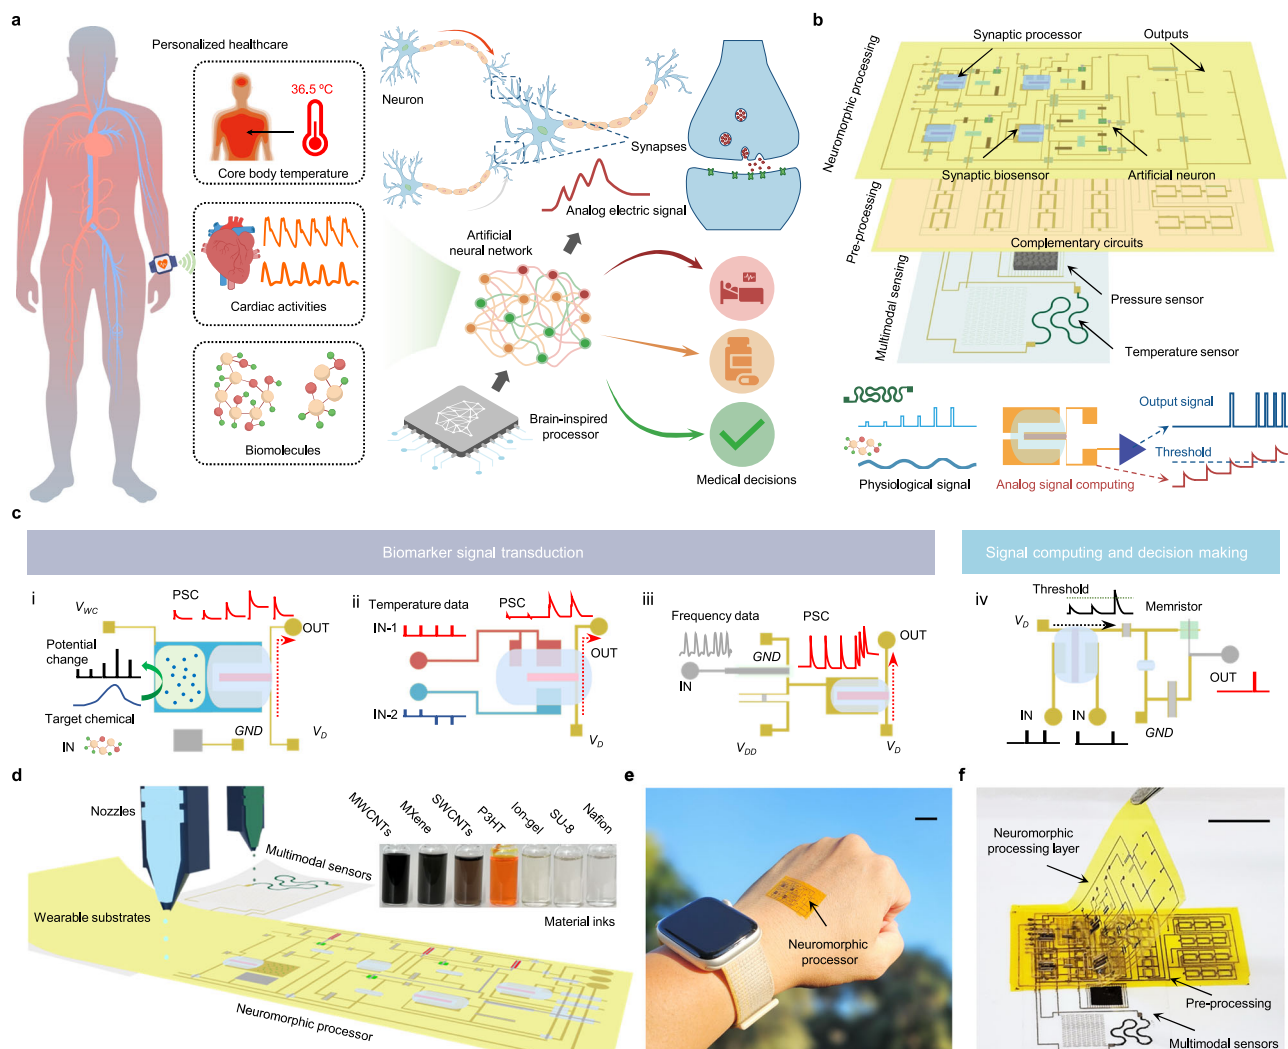 a
Personalized healthcare
36.5 ºC
Core body temperature
Cardiac activities
Biomolecules
Neuron
Synapses
Analog electric signal
Artificial
neural network
Brain-inspired
processor
Medical decisions
b
Neuromorphic processing
Pre-processing
Multimodal sensing
Synaptic processor
Outputs
Synaptic biosensor
Artificial neuron
Complementary circuits
Pressure sensor
Temperature sensor
Physiological signal
Analog signal computing
Output signal
Threshold
c
Biomarker signal transduction
Signal computing and decision making
i
V_WC
PSC
OUT
Potential
change
Target chemical
IN
GND
V_D
ii
Temperature data
IN-1
PSC
OUT
IN-2
V_D
iii
Frequency data
PSC
GND
OUT
IN
V_DD
V_D
iv
Threshold
V_D
Memristor
OUT
IN
IN
GND
d
Nozzles
MWCNTs
MXene
SWCNTs
P3HT
Ion-gel
SU-8
Nafion
Multimodal sensors
Wearable substrates
Material inks
Neuromorphic processor
e
Neuromorphic
processor
f
Neuromorphic
processing layer
Pre-processing
Multimodal sensors